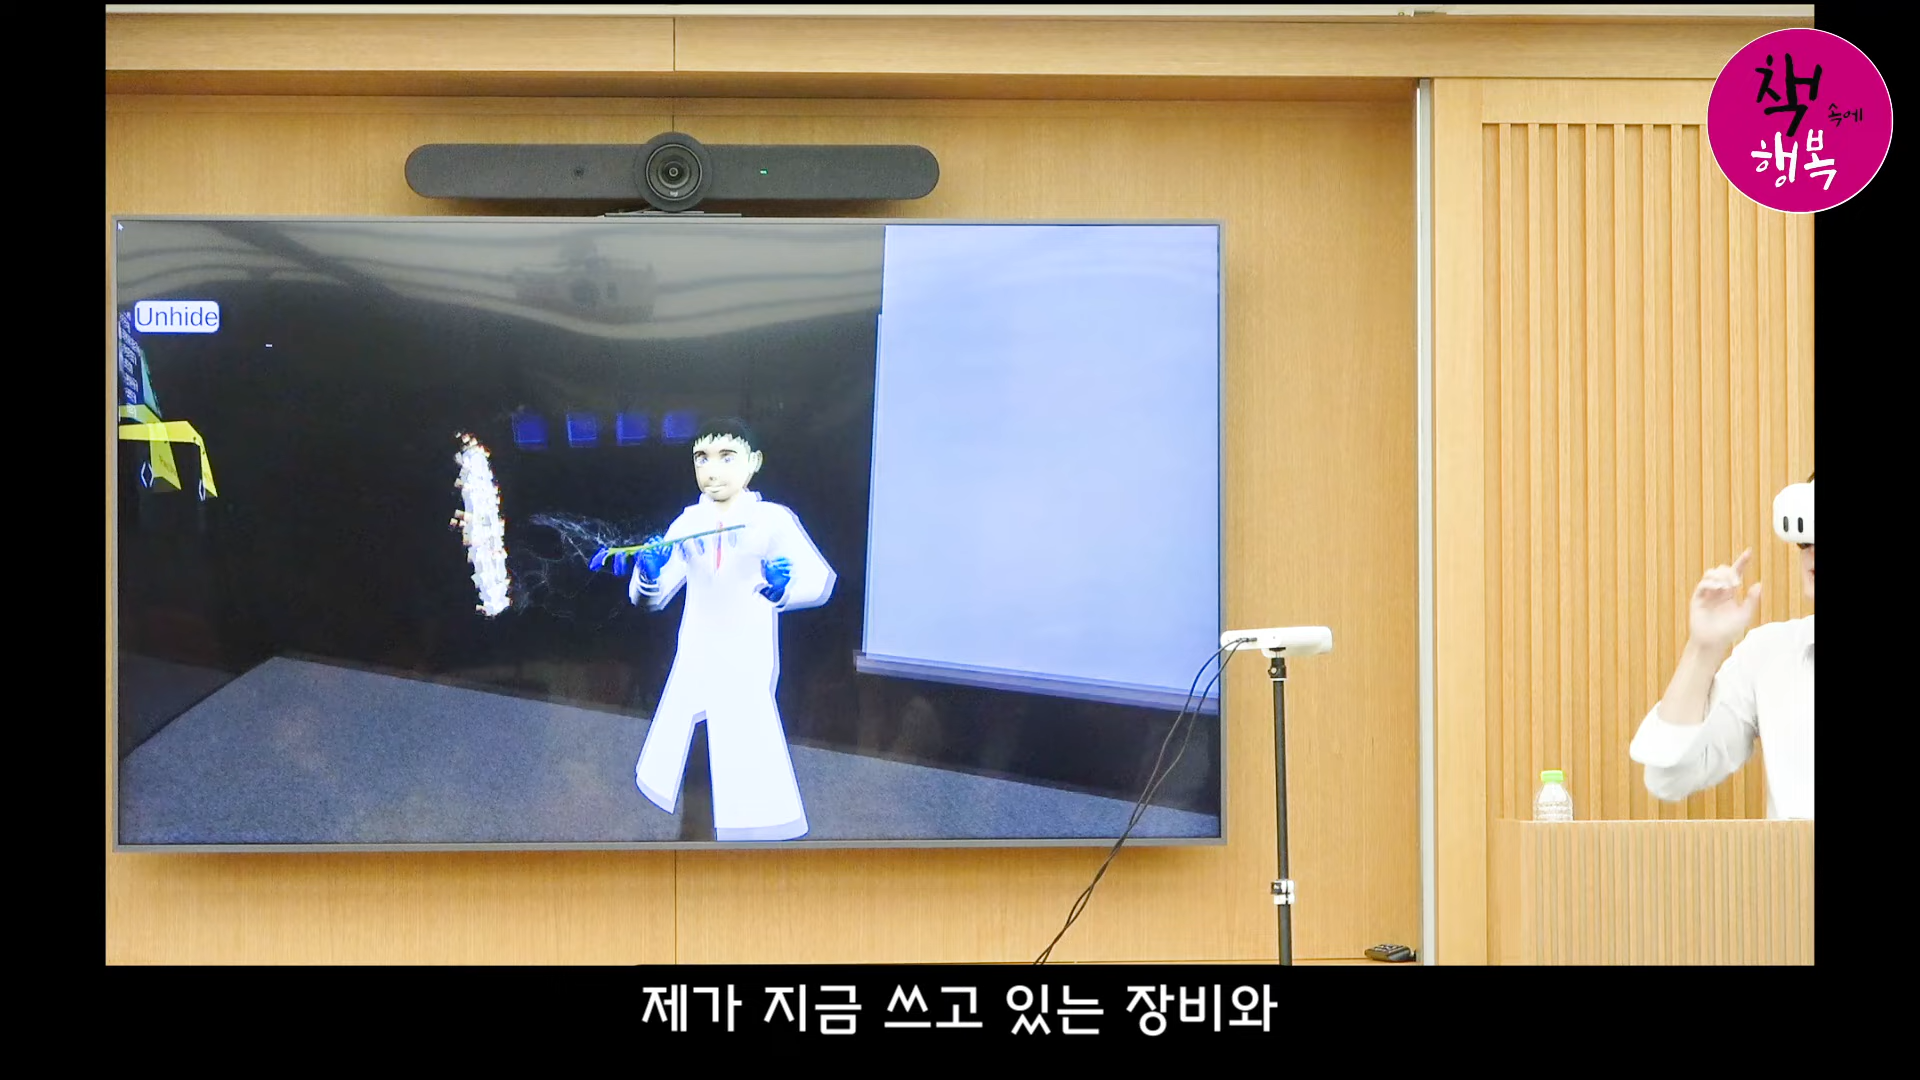 책
속에
행복
Unhide
제가 지금 쓰고 있는 장비와